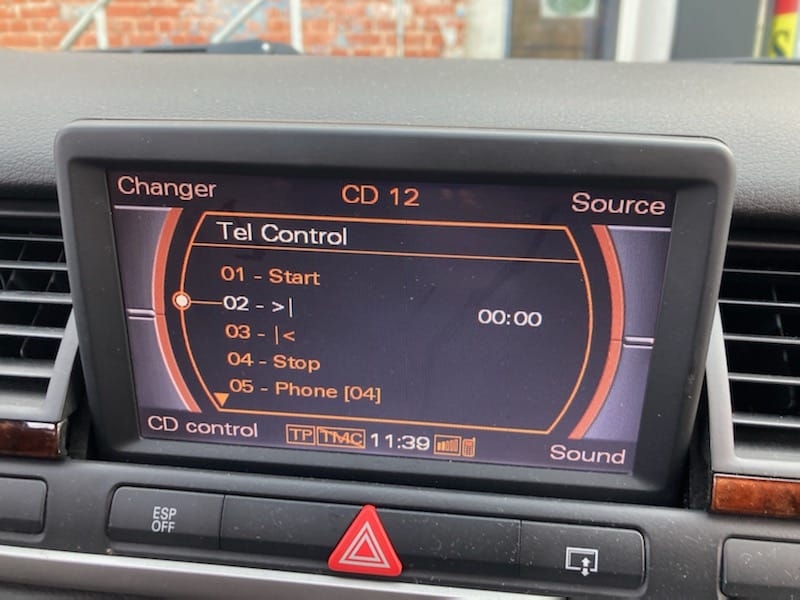 Changer
CD 12
Source
Tel Control
01 - Start
02 - >|
00:00
03 - |<
04 - Stop
05 - Phone [04]
CD control
TP TMC 11:39
Sound
ESP
OFF